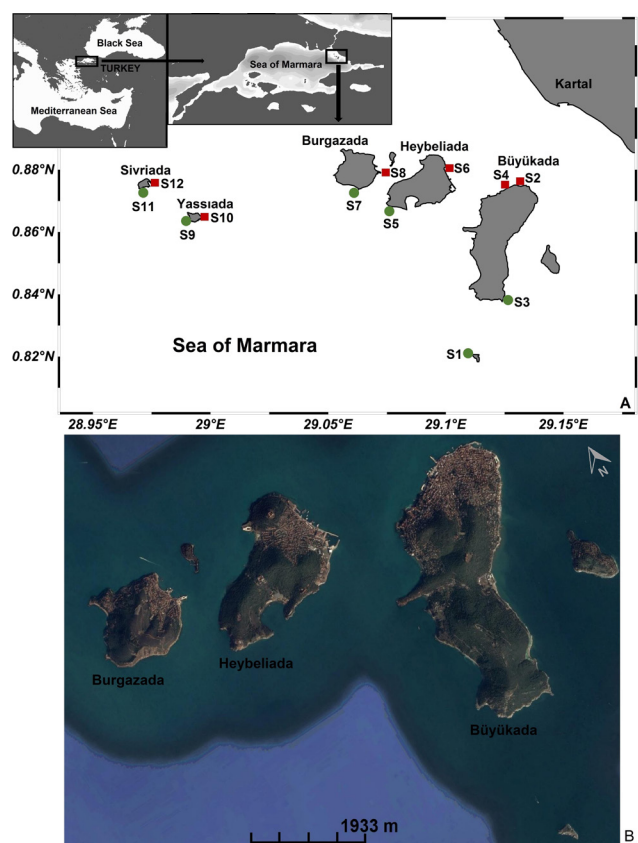 Black Sea
TURKEY
Mediterranean Sea
Sea of Marmara
Kartal
Burgazada
Heybeliada
Büyükada
Sivriada
Yassıada
S12
S11
S10
S9
S8
S7
S6
S5
S4
S2
S3
S1
0.88°N
0.86°N
0.84°N
0.82°N
Sea of Marmara
A
28.95°E
29°E
29.05°E
29.1°E
29.15°E
N
Burgazada
Heybeliada
Büyükada
1933 m
B